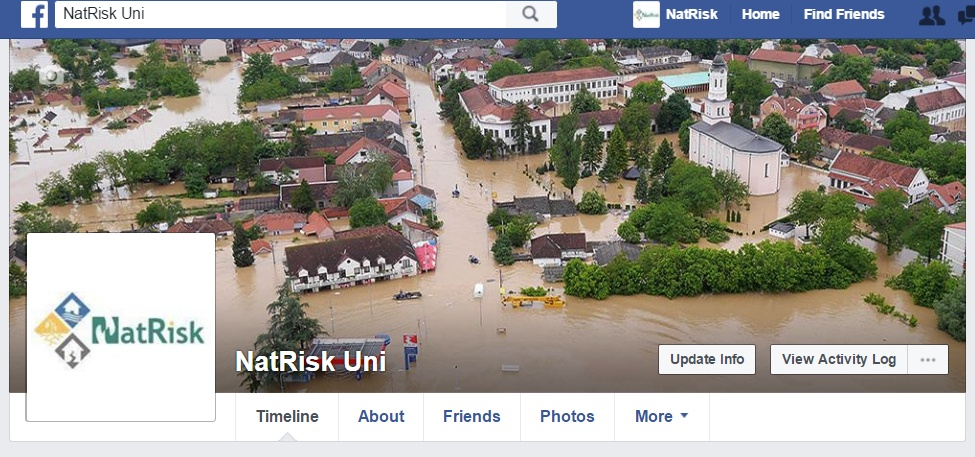 f NatRisk Uni NatRisk NatRisk Home Find Friends
NatRisk
NatRisk Uni Update Info View Activity Log ...
Timeline About Friends Photos More